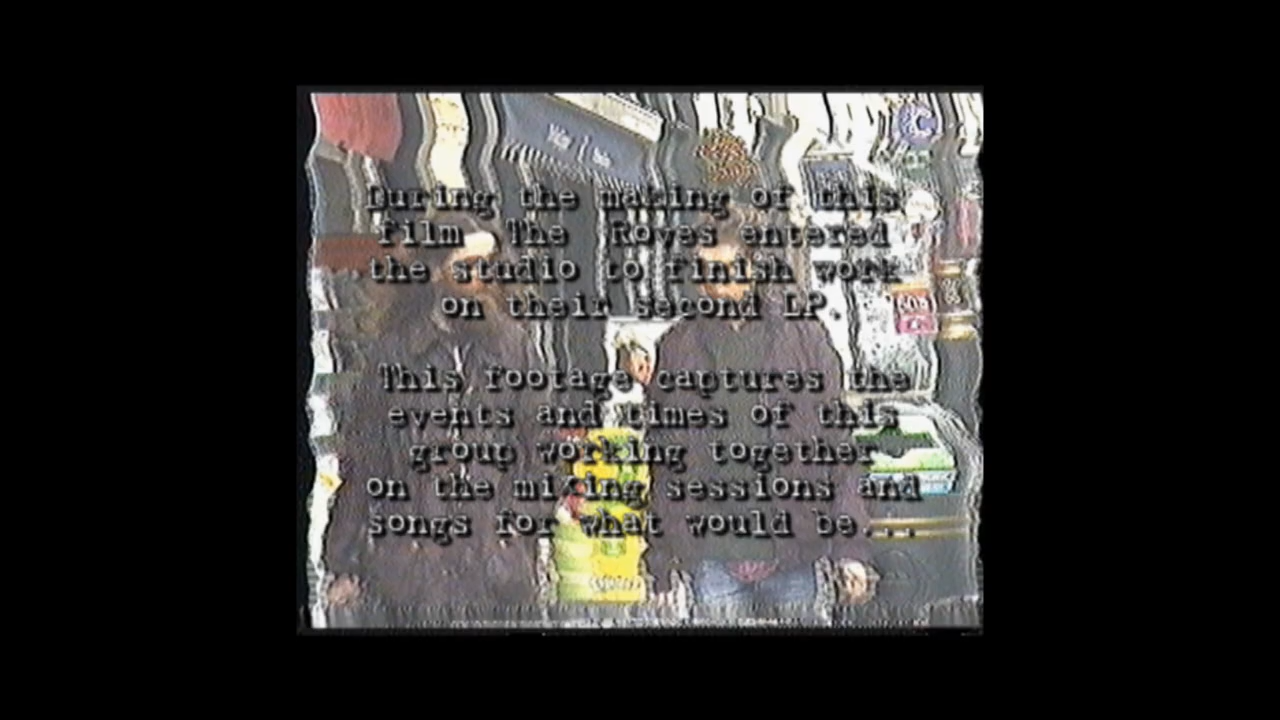 During the making of this
film The Roves entered
the studio to finish work
on their second LP.
This footage captures the
events and times of this
group working together
on the mixing sessions and
songs for what would be...